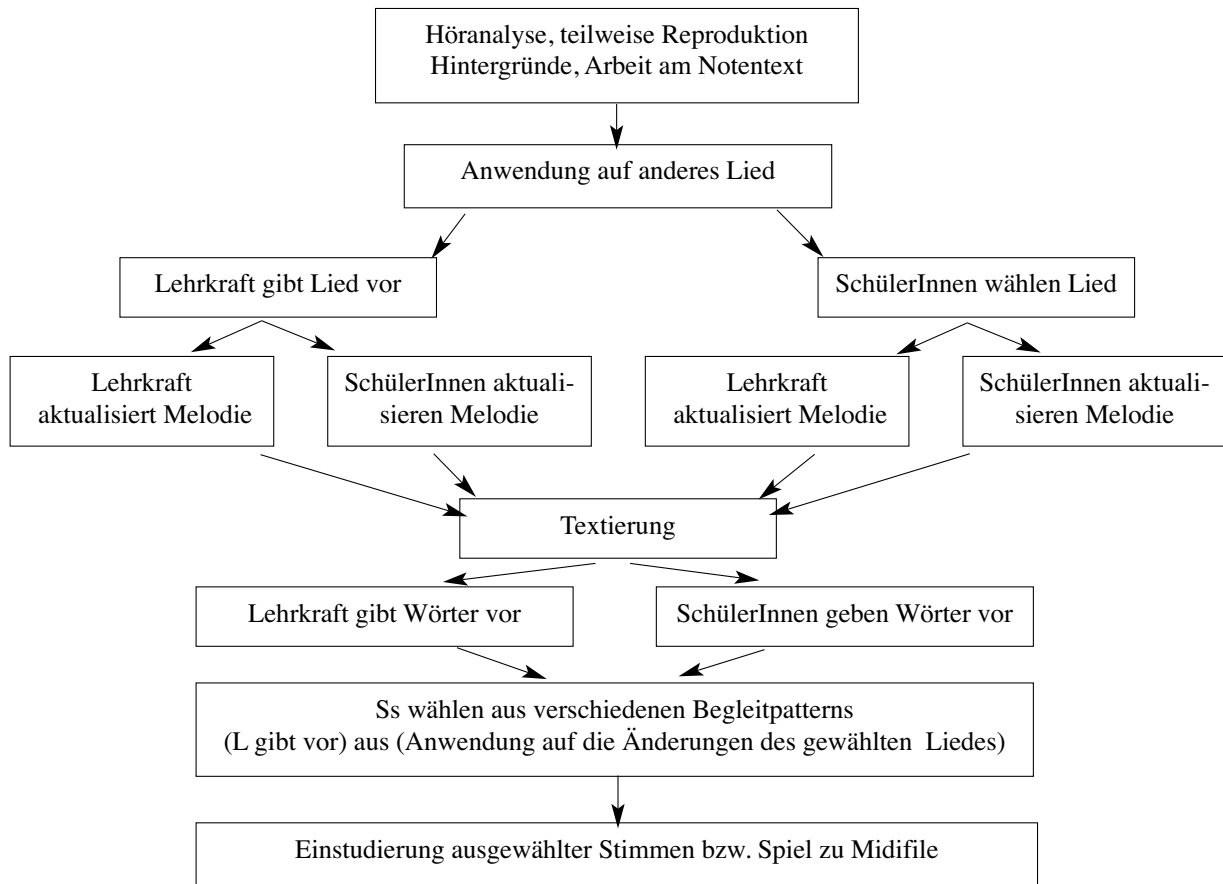 Höranalyse, teilweise Reproduktion
Hintergründe, Arbeit am Notentext
Anwendung auf anderes Lied
Lehrkraft gibt Lied vor
SchülerInnen wählen Lied
Lehrkraft
aktualisiert Melodie
SchülerInnen aktuali-
sieren Melodie
Lehrkraft
aktualisiert Melodie
SchülerInnen aktuali-
sieren Melodie
Textierung
Lehrkraft gibt Wörter vor
SchülerInnen geben Wörter vor
Ss wählen aus verschiedenen Begleitpatterns
(L gibt vor) aus (Anwendung auf die Änderungen des gewählten Liedes)
Einstudierung ausgewählter Stimmen bzw. Spiel zu Midifile